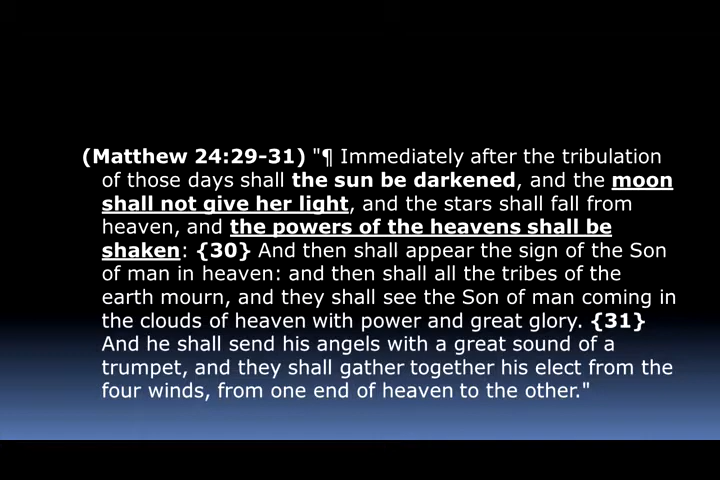 (Matthew 24:29-31) "¶ Immediately after the tribulation
of those days shall the sun be darkened, and the moon
shall not give her light, and the stars shall fall from
heaven, and the powers of the heavens shall be
shaken: {30} And then shall appear the sign of the Son
of man in heaven: and then shall all the tribes of the
earth mourn, and they shall see the Son of man coming in
the clouds of heaven with power and great glory. {31}
And he shall send his angels with a great sound of a
trumpet, and they shall gather together his elect from the
four winds, from one end of heaven to the other."